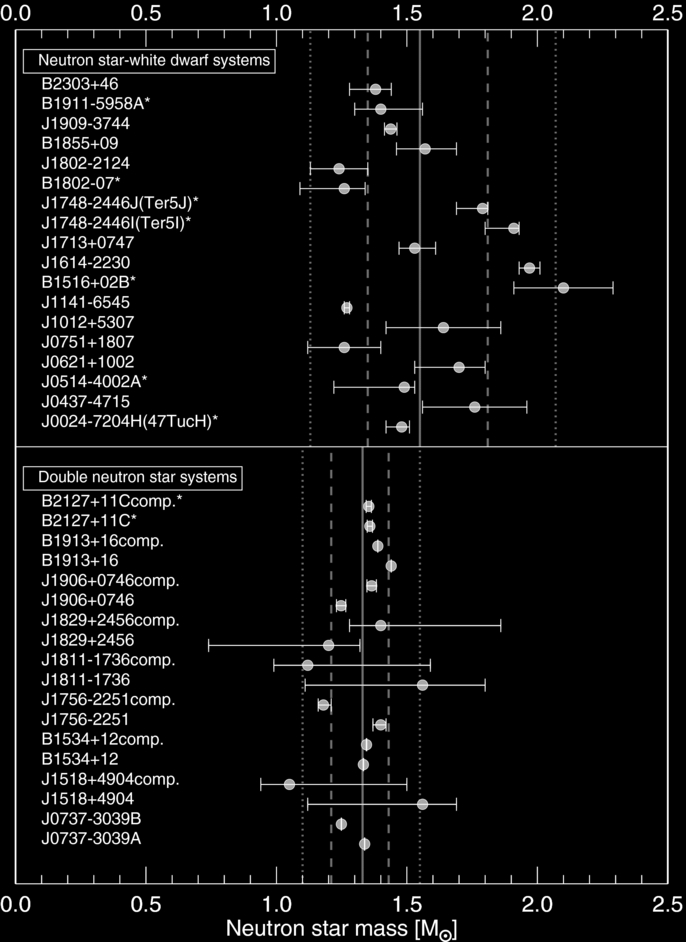 0.0 1.0 1.5 2.0 2.5
Neutron star-white dwarf systems
B2303+46
B1911-5958A*
J1909-3744
B1855+09
J1802-2124
B1802-07*
J1748-2446J(Ter5J)*
J1748-2446I(Ter5I)*
J1713+0747
J1614-2230
B1516+02B*
J1141-6545
J1012+5307
J0751+1807
J0621+1002
J0514-4002A*
J0437-4715
J0024-7204H(47TucH)*
Double neutron star systems
B2127+11Ccomp.*
B2127+11C*
B1913+16comp.
B1913+16
J1906+0746comp.
J1906+0746
J1829+2456comp.
J1829+2456
J1811-1736comp.
J1811-1736
J1756-2251comp.
J1756-2251
B1534+12comp.
B1534+12
J1518+4904comp.
J1518+4904
J0737-3039B
J0737-3039A
0.0 1.0 1.5 2.0 2.5
Neutron star mass [M⊙]